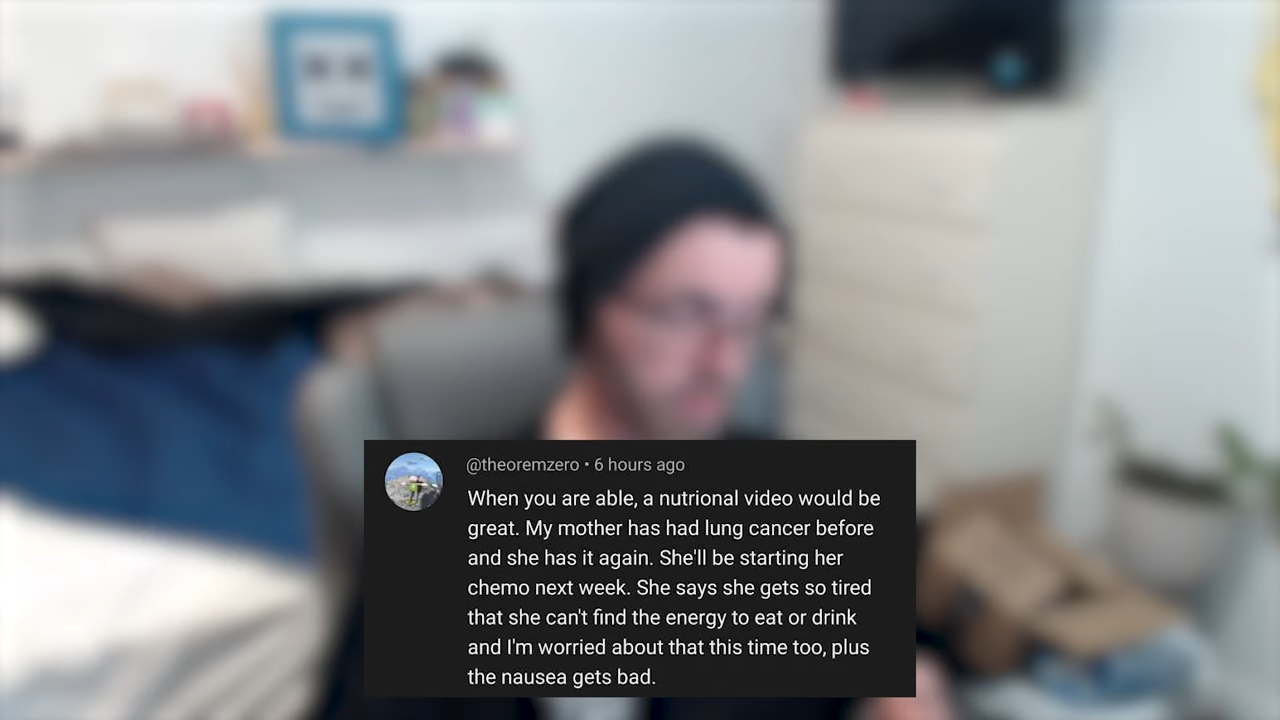 @theoremzero • 6 hours ago
When you are able, a nutrional video would be
great. My mother has had lung cancer before
and she has it again. She'll be starting her
chemo next week. She says she gets so tired
that she can't find the energy to eat or drink
and I'm worried about that this time too, plus
the nausea gets bad.